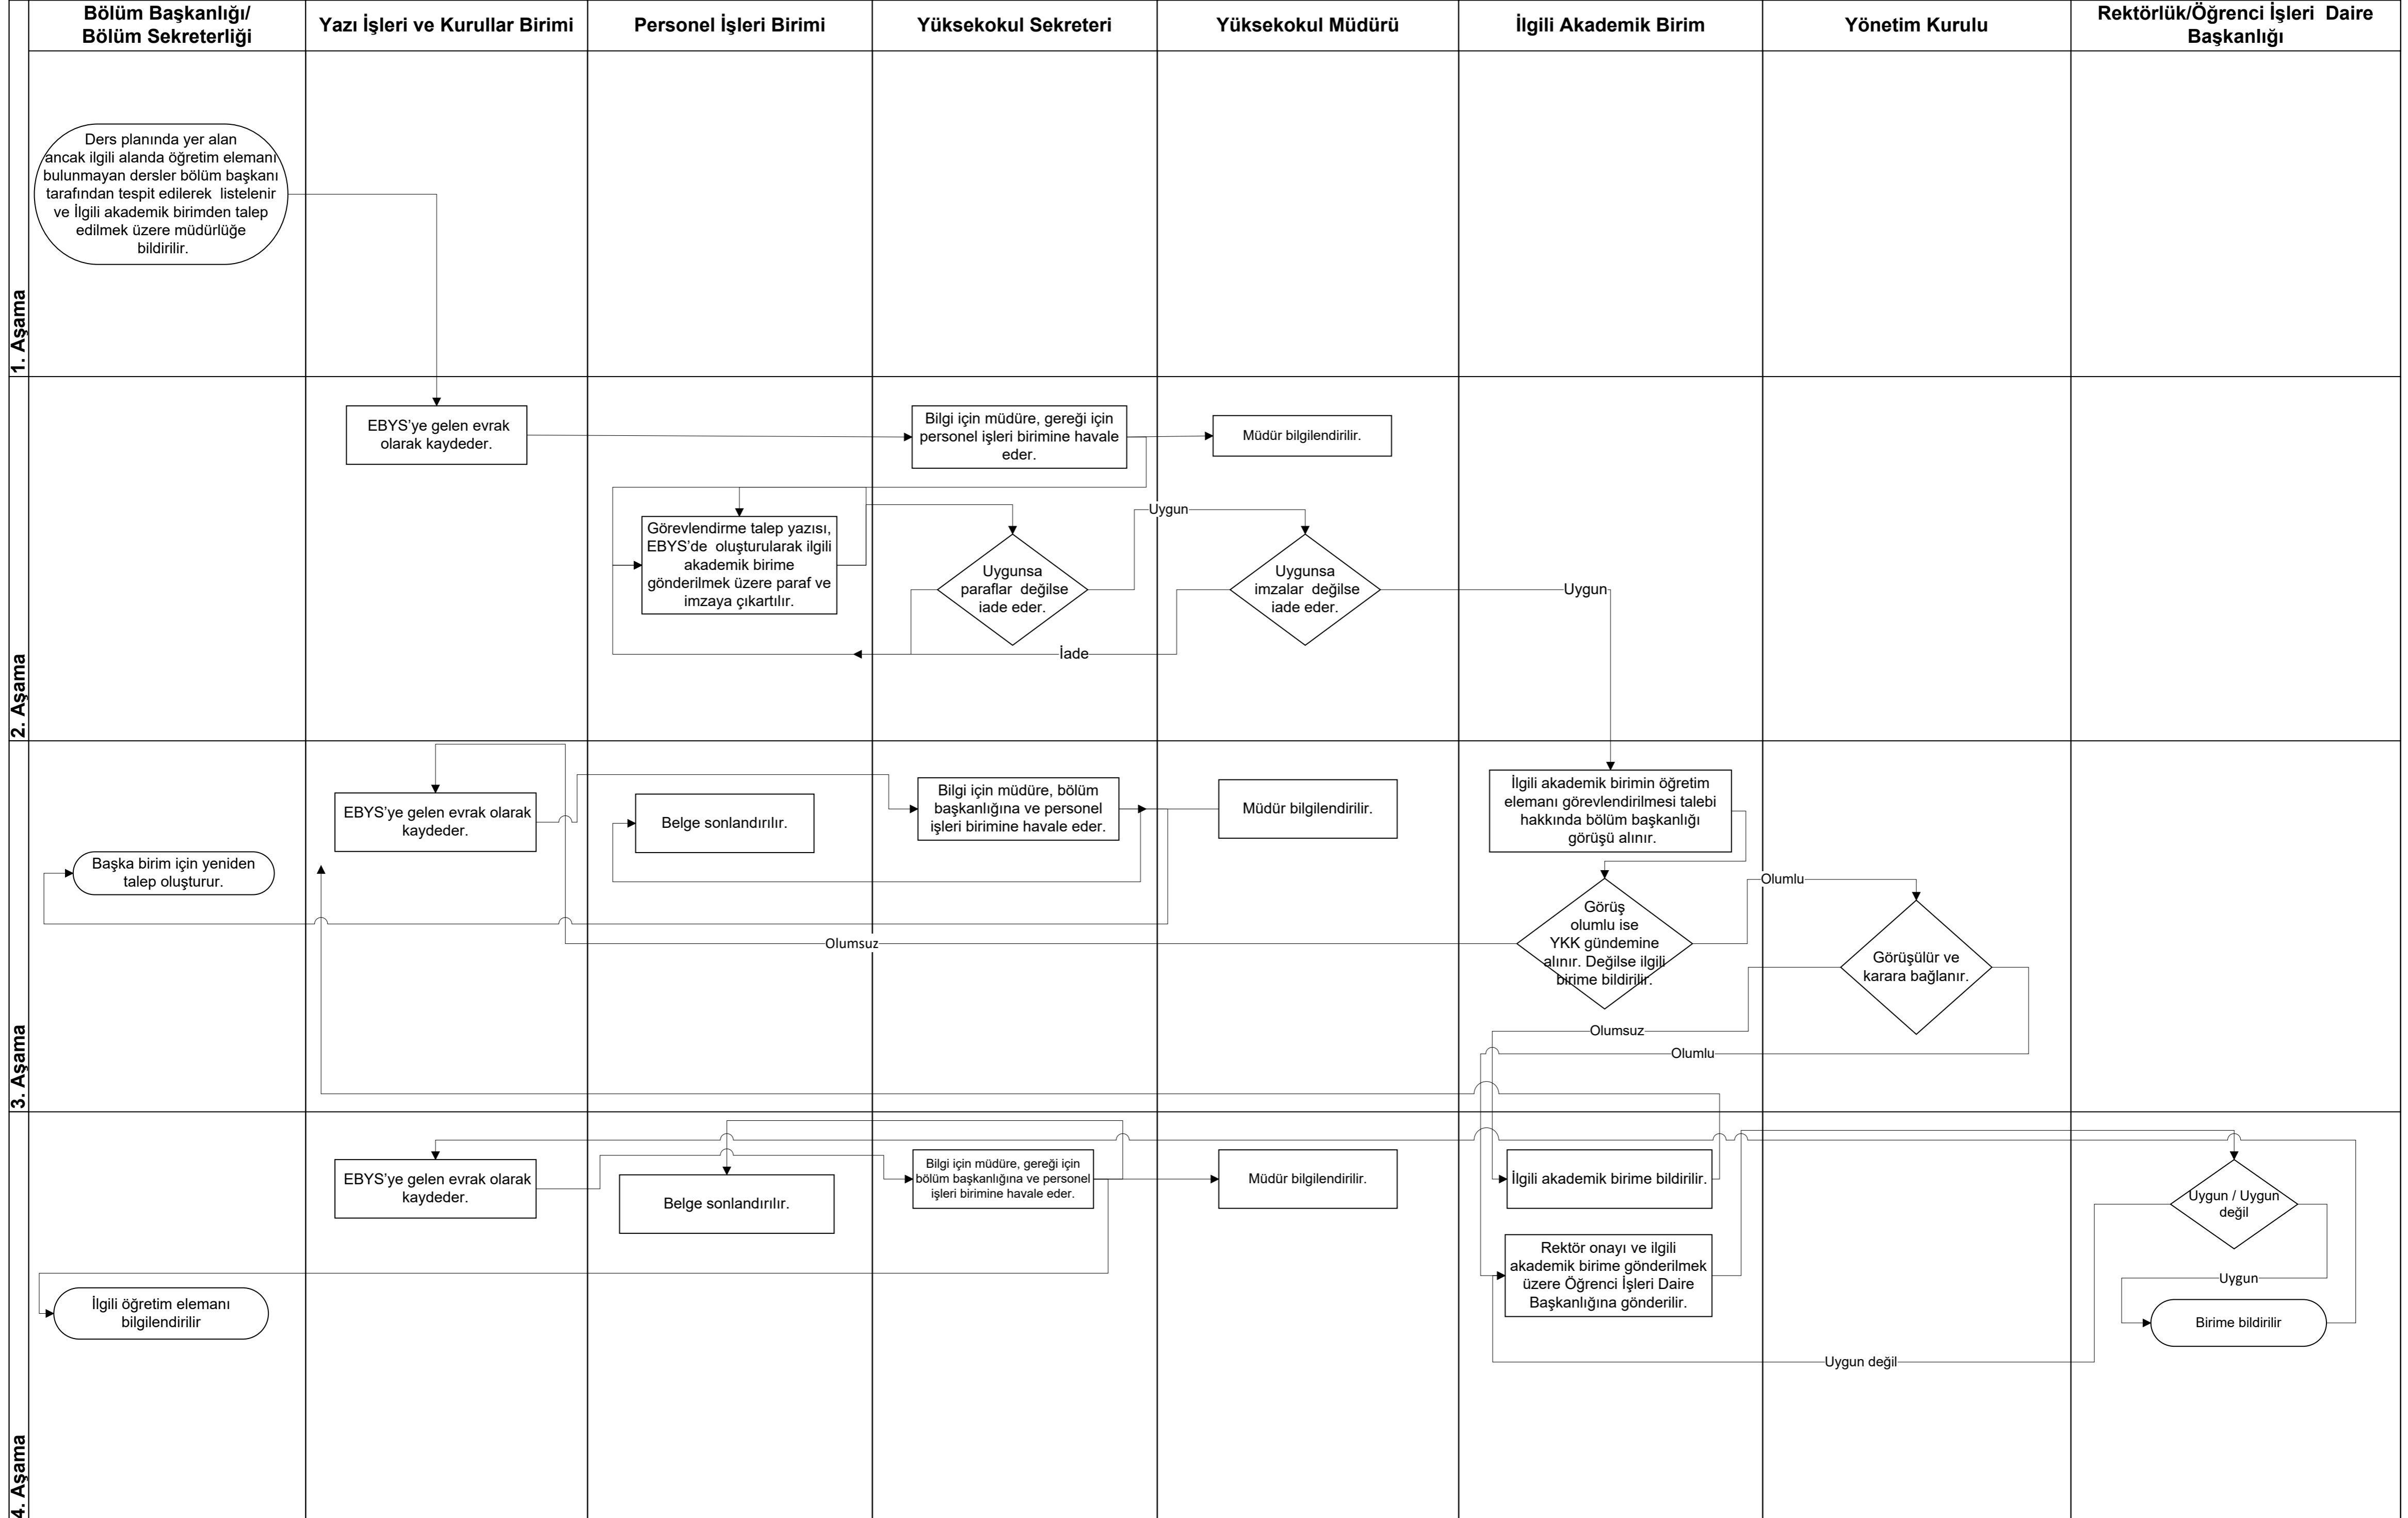 Bölüm Başkanlığı/
Bölüm Sekreterliği
Yazı İşleri ve Kurullar Birimi
Personel İşleri Birimi
Yüksekokul Sekreteri
Yüksekokul Müdürü
İlgili Akademik Birim
Yönetim Kurulu
Rektörlük/Öğrenci İşleri  Daire
Başkanlığı
1. Aşama
Ders planında yer alan
ancak ilgili alanda öğretim elemanı
bulunmayan dersler bölüm başkanı
tarafından tespit edilerek  listelenir
ve İlgili akademik birimden talep
edilmek üzere müdürlüğe
bildirilir.
2. Aşama
EBYS’ye gelen evrak
olarak kaydeder.
Bilgi için müdüre, gereği için
personel işleri birimine havale
eder.
Müdür bilgilendirilir.
Görevlendirme talep yazısı,
EBYS’de  oluşturularak ilgili
akademik birime
gönderilmek üzere paraf ve
imzaya çıkartılır.
Uygunsa
paraflar  değilse
iade eder.
Uygun
Uygunsa
imzalar  değilse
iade eder.
Uygun
İade
3. Aşama
Başka birim için yeniden
talep oluşturur.
EBYS’ye gelen evrak olarak
kaydeder.
Belge sonlandırılır.
Bilgi için müdüre, bölüm
başkanlığına ve personel
işleri birimine havale eder.
Müdür bilgilendirilir.
İlgili akademik birimin öğretim
elemanı görevlendirilmesi talebi
hakkında bölüm başkanlığı
görüşü alınır.
Olumlu
Görüş
olumlu ise
YKK gündemine
alınır. Değilse ilgili
birime bildirilir.
Olumsuz
Görüşülür ve
karara bağlanır.
Olumsuz
Olumlu
4. Aşama
EBYS’ye gelen evrak olarak
kaydeder.
Belge sonlandırılır.
Bilgi için müdüre, gereği için
bölüm başkanlığına ve personel
işleri birimine havale eder.
Müdür bilgilendirilir.
İlgili akademik birime bildirilir.
Uygun / Uygun
değil
Rektör onayı ve ilgili
akademik birime gönderilmek
üzere Öğrenci İşleri Daire
Başkanlığına gönderilir.
Uygun
İlgili öğretim elemanı
bilgilendirilir
Birime bildirilir
Uygun değil